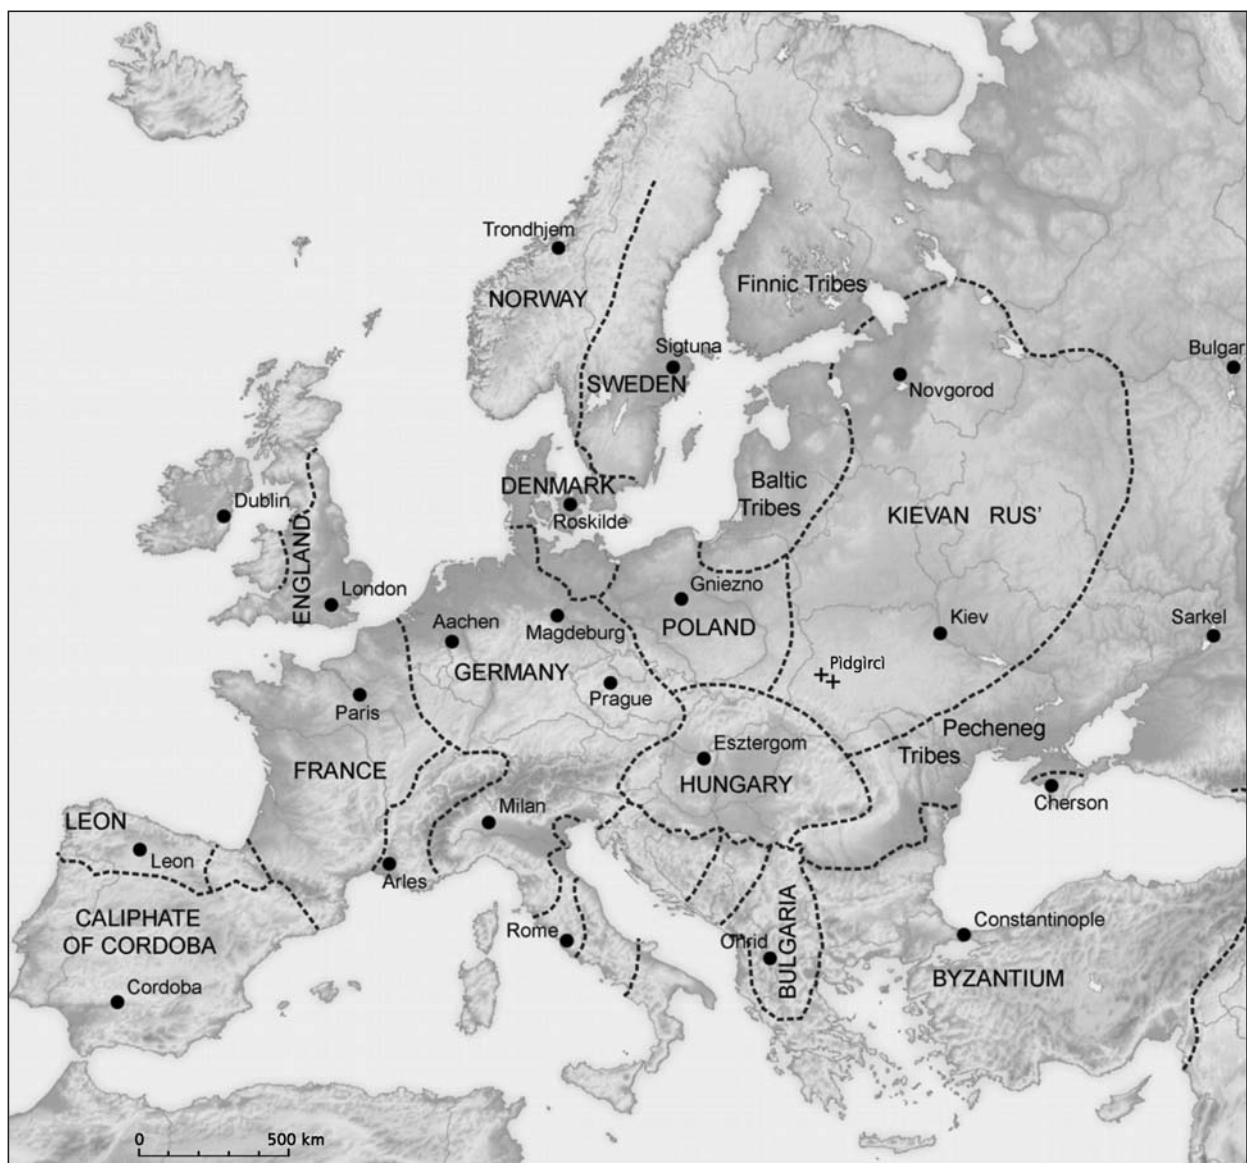 Trondhjem
NORWAY
Finnic Tribes
Sigtuna
SWEDEN
Bulgar
Novgorod
DENMARK
Roskilde
Baltic
Tribes
KIEVAN RUS'
Dublin
ENGLAND
London
Gniezno
Aachen
Magdeburg
POLAND
Kiev
Sarkel
GERMANY
Pìdgìrcì
Prague
Paris
Pecheneg
Tribes
Esztergom
FRANCE
HUNGARY
Milan
Cherson
LEON
Leon
Arles
CALIPHATE
OF CORDOBA
Rome
Ohrid
BULGARIA
Constantinople
BYZANTIUM
Cordoba
0 500 km